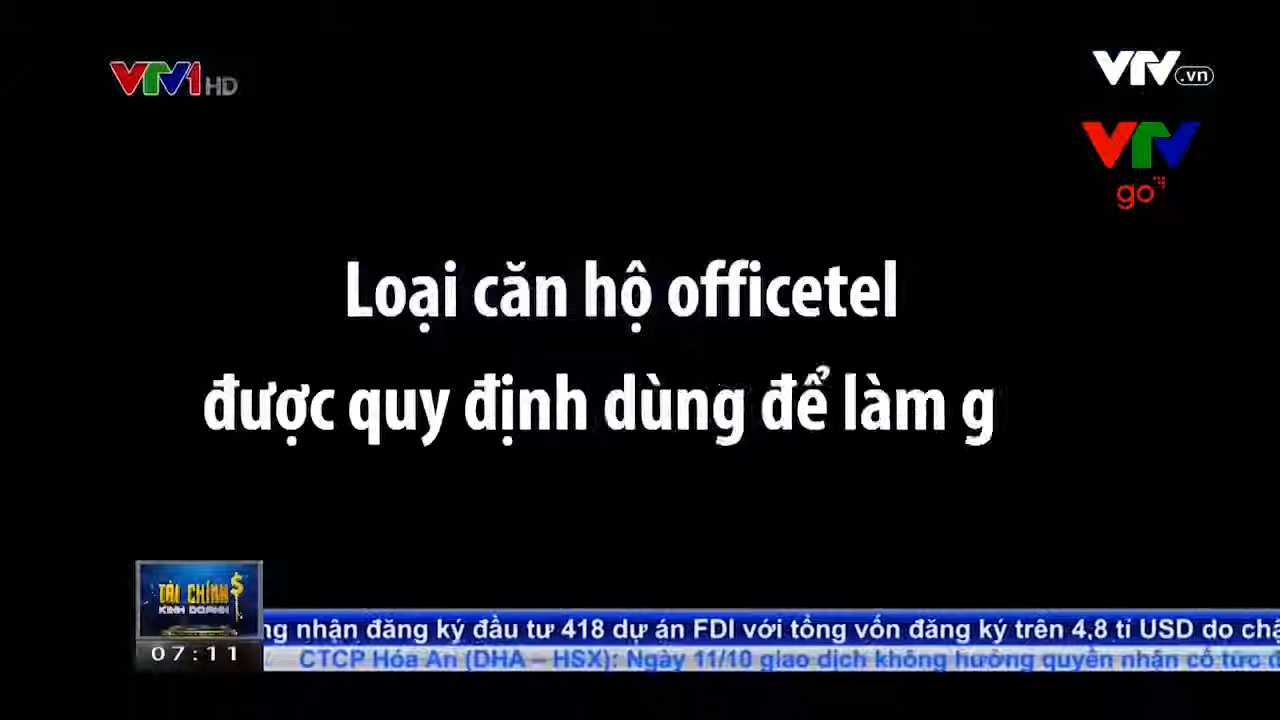 VTV1 HD
VTV.vn
VTV
go
Loại căn hộ officetel
được quy định dùng để làm g
TÀI CHÍNH
KINH DOANH
ng nhận đăng ký đầu tư 418 dự án FDI với tổng vốn đăng ký trên 4,8 tỉ USD do ch
07:11
CTCP Hóa An (DHA – HSX): Ngày 11/10 giao dịch không hưởng quyền nhận cổ tức đ